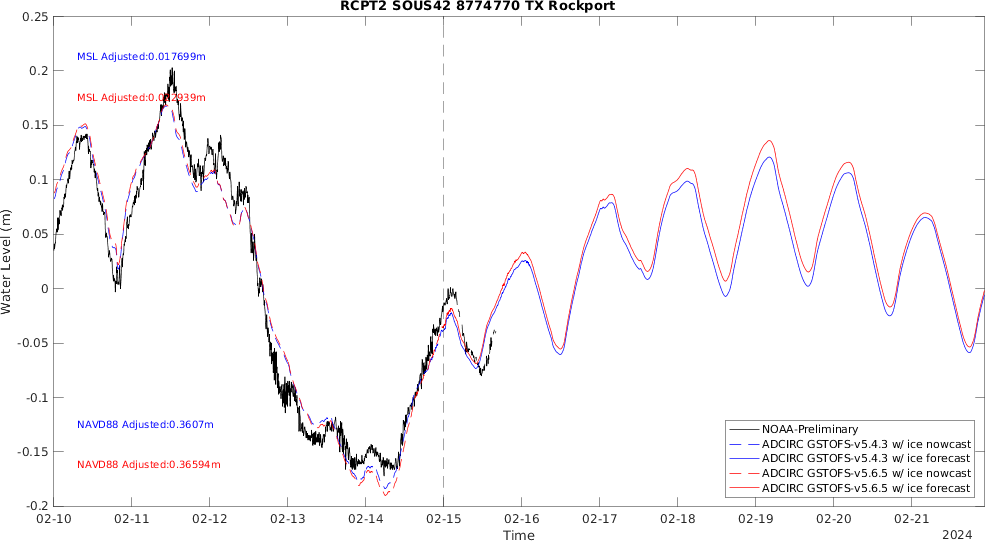 RCPT2 SOUS42 8774770 TX Rockport
0.25
0.2
0.15
0.1
0.05
0
-0.05
-0.1
-0.15
-0.2
Water Level (m)
MSL Adjusted:0.017699m
MSL Adjusted:
NAVD88 Adjusted:0.3607m
NAVD88 Adjusted:0.36594m
NOAA-Preliminary
ADCIRC GSTOFS-v5.4.3 w/ ice nowcast
ADCIRC GSTOFS-v5.4.3 w/ ice forecast
ADCIRC GSTOFS-v5.6.5 w/ ice nowcast
ADCIRC GSTOFS-v5.6.5 w/ ice forecast
02-10 02-11 02-12 02-13 02-14 02-15 02-16 02-17 02-18 02-19 02-20 02-21
Time
2024